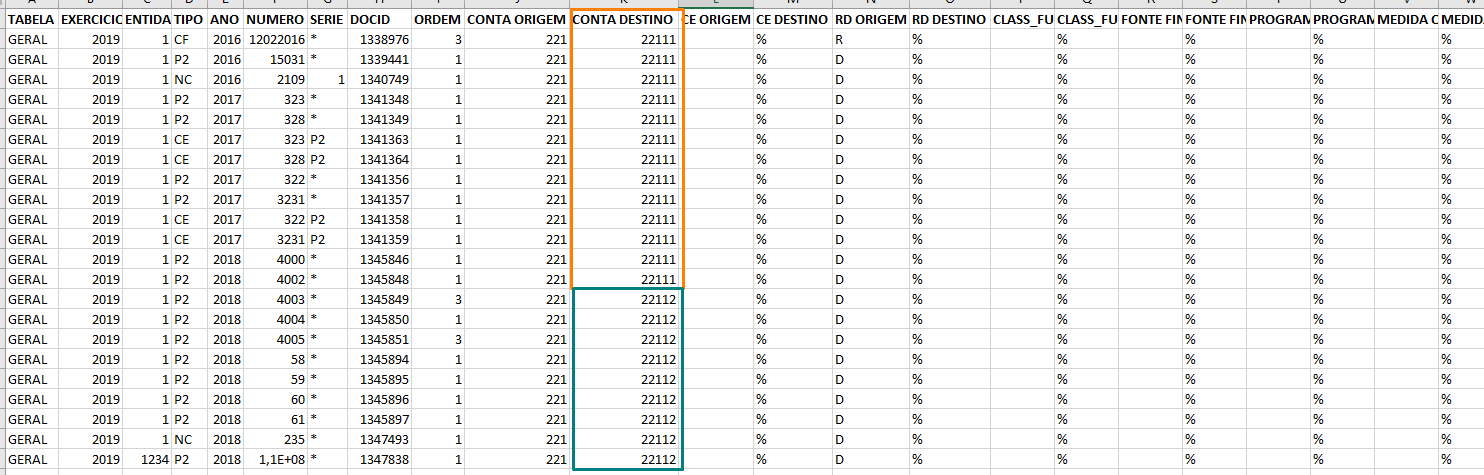 TABELA EXERCICIO ENTIDA TIPO ANO NUMERO SERIE DOCID ORDEM CONTA ORIGEM CONTA DESTINO CE ORIGEM CE DESTINO RD ORIGEM RD DESTINO CLASS_FU CLASS_FU FONTE FIN FONTE FIN PROGRAM PROGRAM MEDIDA O MEDIDA
GERAL 2019 1 CF 2016 12022016 * 1338976 3 221 22111 % R % % % % %
GERAL 2019 1 P2 2016 15031 * 1339441 1 221 22111 % D % % % % %
GERAL 2019 1 NC 2016 2109 1 1340749 1 221 22111 % D % % % % %
GERAL 2019 1 P2 2017 323 * 1341348 1 221 22111 % D % % % % %
GERAL 2019 1 P2 2017 328 * 1341349 1 221 22111 % D % % % % %
GERAL 2019 1 CE 2017 323 P2 1341363 1 221 22111 % D % % % % %
GERAL 2019 1 CE 2017 328 P2 1341364 1 221 22111 % D % % % % %
GERAL 2019 1 P2 2017 322 * 1341356 1 221 22111 % D % % % % %
GERAL 2019 1 P2 2017 3231 * 1341357 1 221 22111 % D % % % % %
GERAL 2019 1 CE 2017 322 P2 1341358 1 221 22111 % D % % % % %
GERAL 2019 1 CE 2017 3231 P2 1341359 1 221 22111 % D % % % % %
GERAL 2019 1 P2 2018 4000 * 1345846 1 221 22111 % D % % % % %
GERAL 2019 1 P2 2018 4002 * 1345848 1 221 22111 % D % % % % %
GERAL 2019 1 P2 2018 4003 * 1345849 3 221 22112 % D % % % % %
GERAL 2019 1 P2 2018 4004 * 1345850 1 221 22112 % D % % % % %
GERAL 2019 1 P2 2018 4005 * 1345851 3 221 22112 % D % % % % %
GERAL 2019 1 P2 2018 58 * 1345894 1 221 22112 % D % % % % %
GERAL 2019 1 P2 2018 59 * 1345895 1 221 22112 % D % % % % %
GERAL 2019 1 P2 2018 60 * 1345896 1 221 22112 % D % % % % %
GERAL 2019 1 P2 2018 61 * 1345897 1 221 22112 % D % % % % %
GERAL 2019 1 NC 2018 235 * 1347493 1 221 22112 % D % % % % %
GERAL 2019 1234 P2 2018 1,1E+08 * 1347838 1 221 22112 % D % % % % %